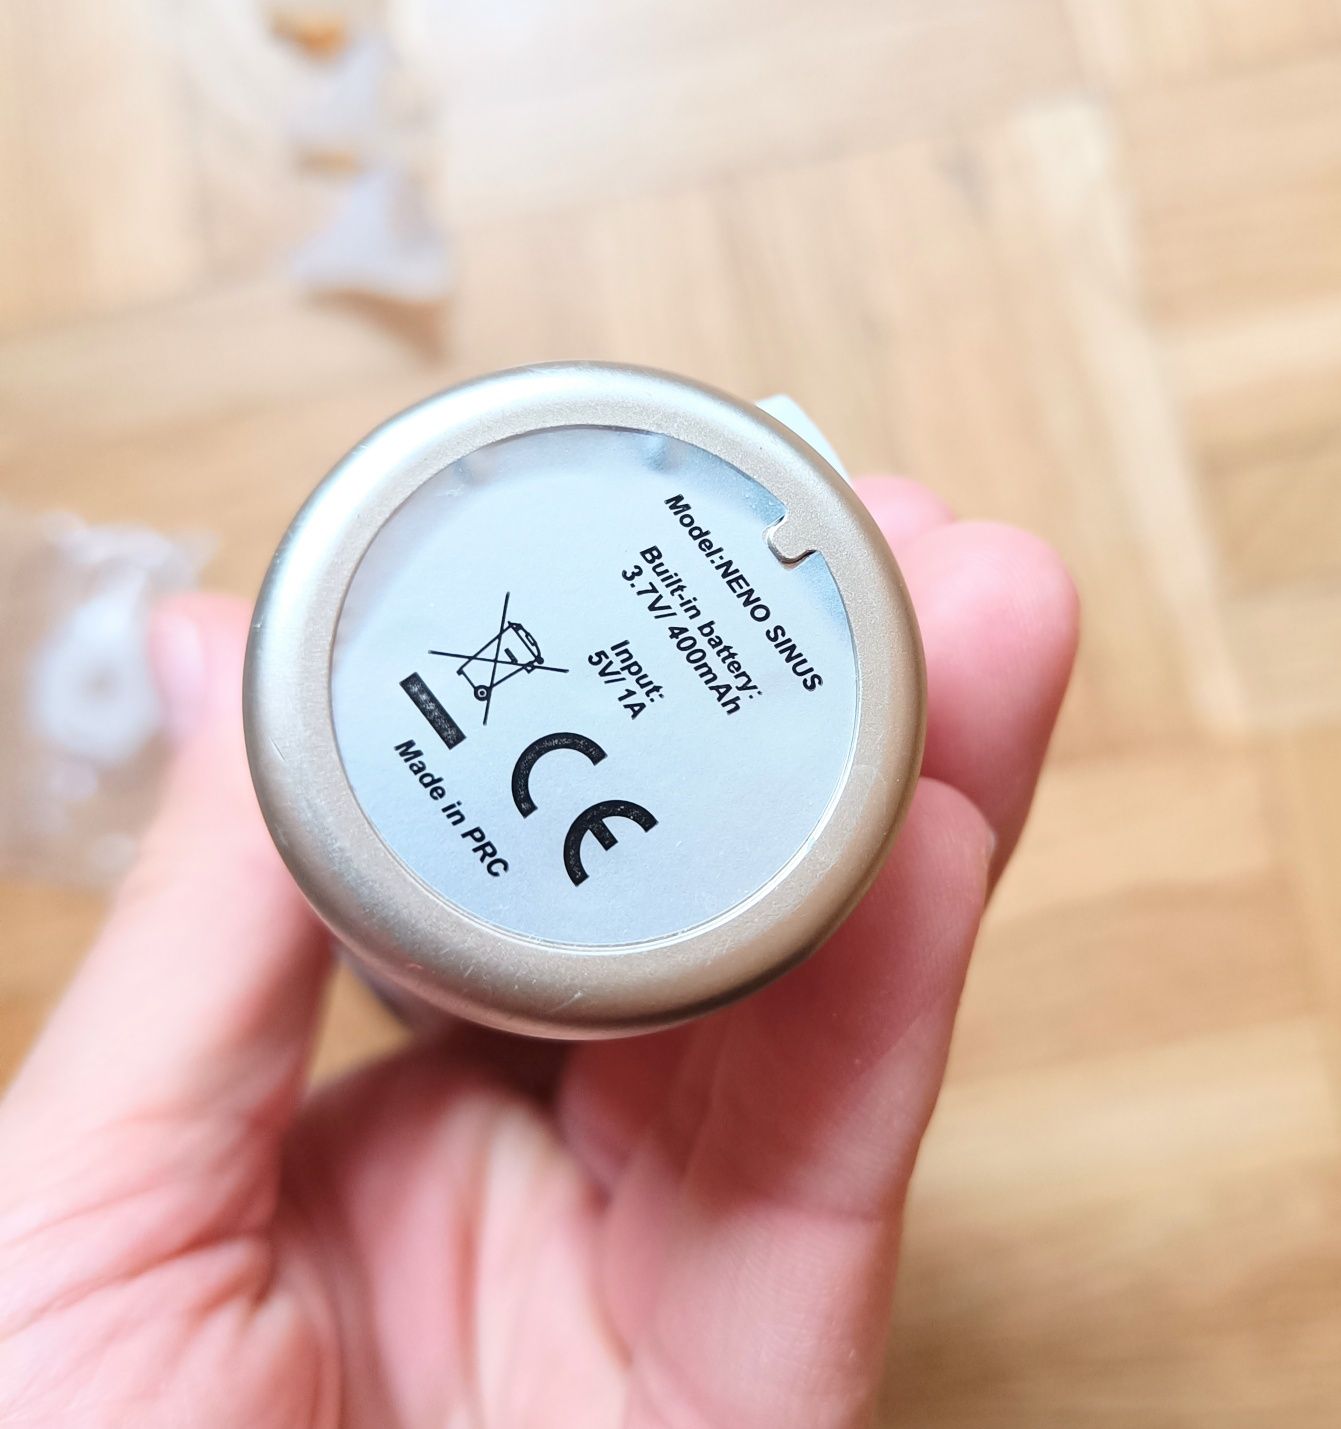 Model:NENO SINUS
Built-in battery:
3.7V/ 400mAh
Input:
5V/ 1A
CE
Made in PRC